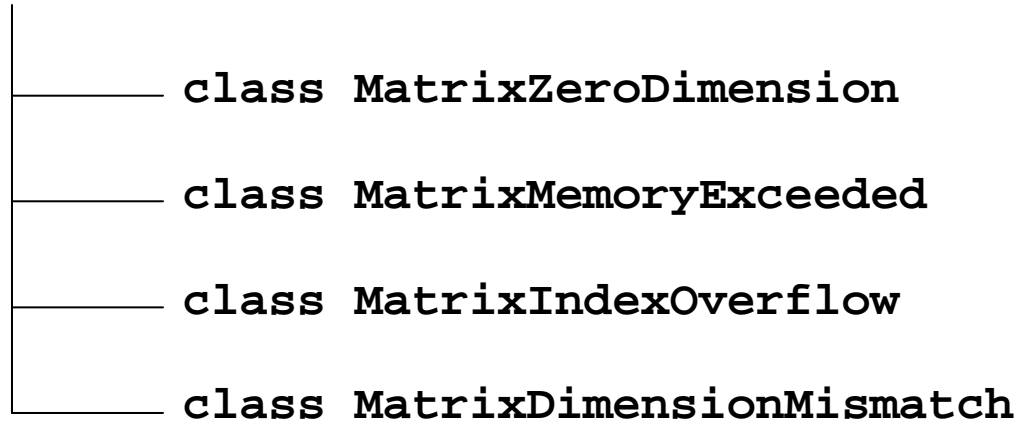 class MatrixZeroDimension
class MatrixMemoryExceeded
class MatrixIndexOverflow
class MatrixDimensionMismatch